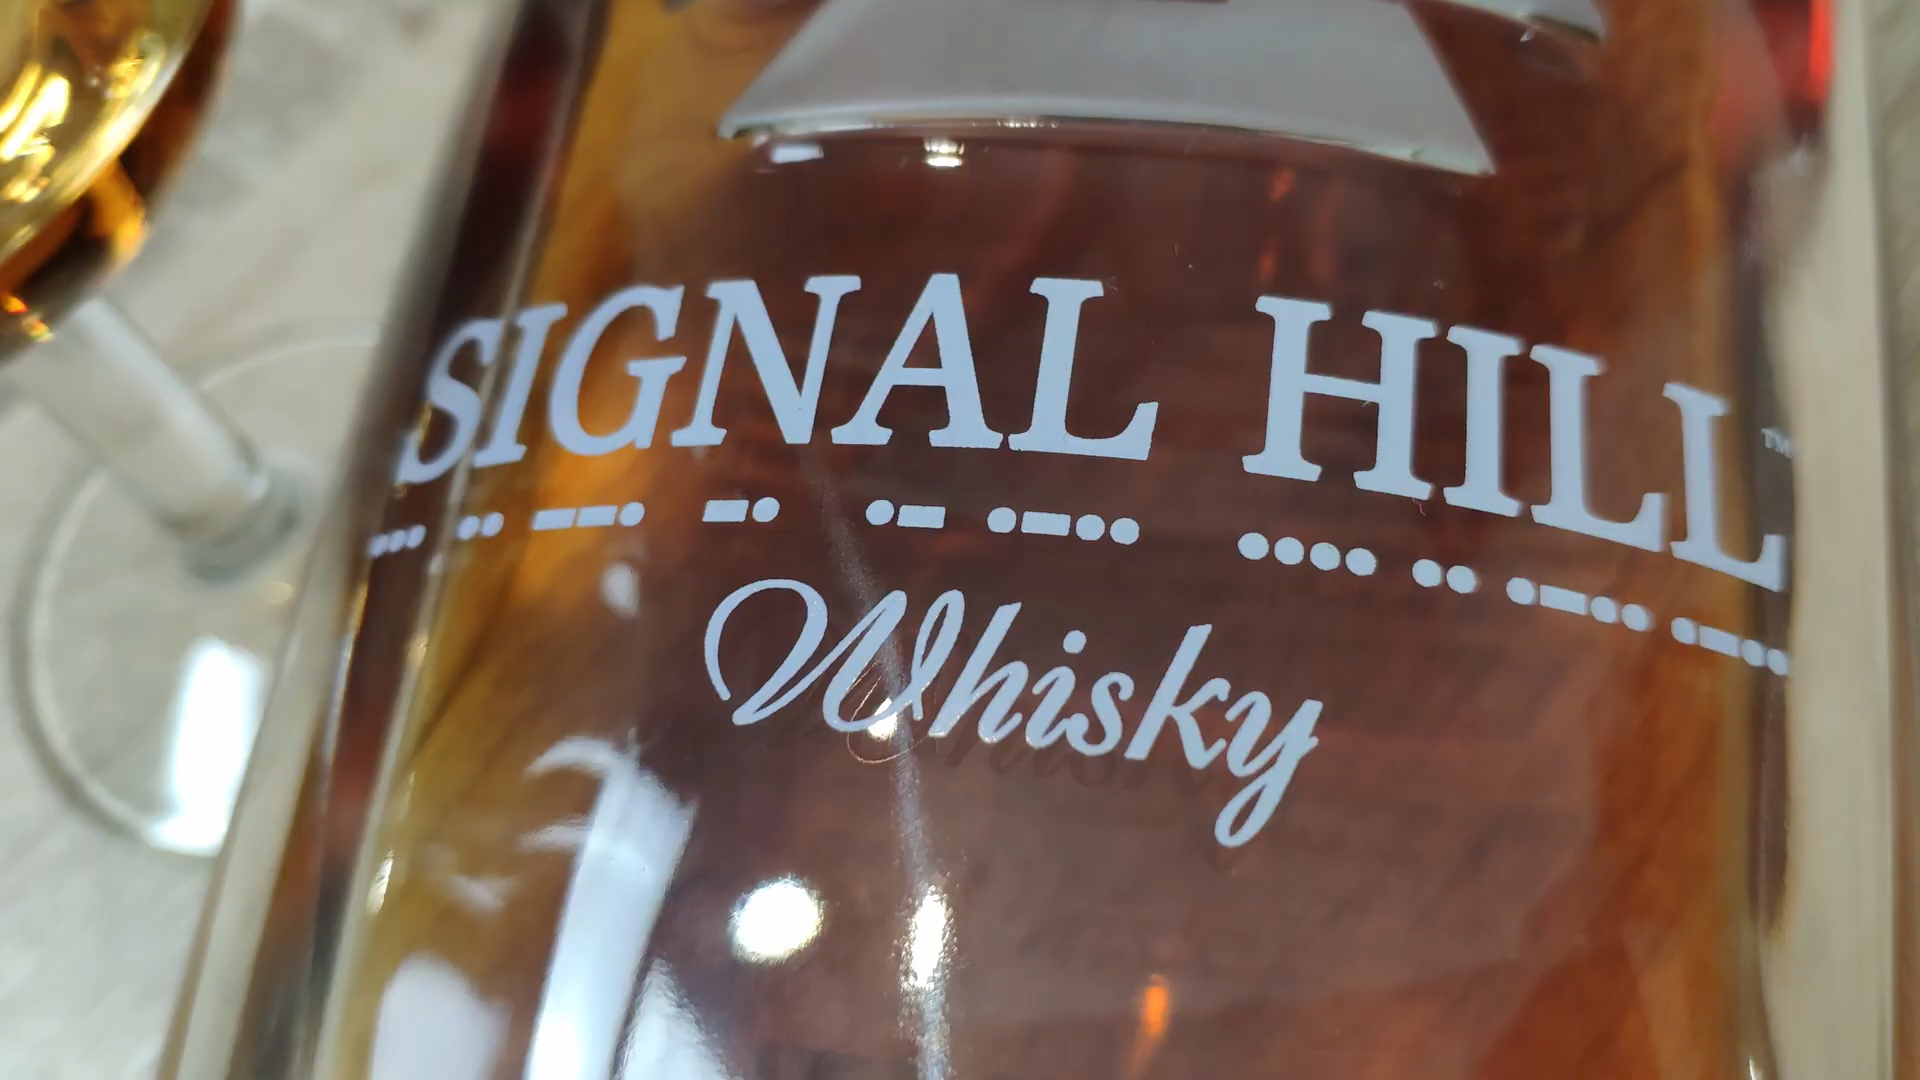 SIGNAL HILL™
... .. --. -. .- .-.. .... .. .-.. .-..
Whisky